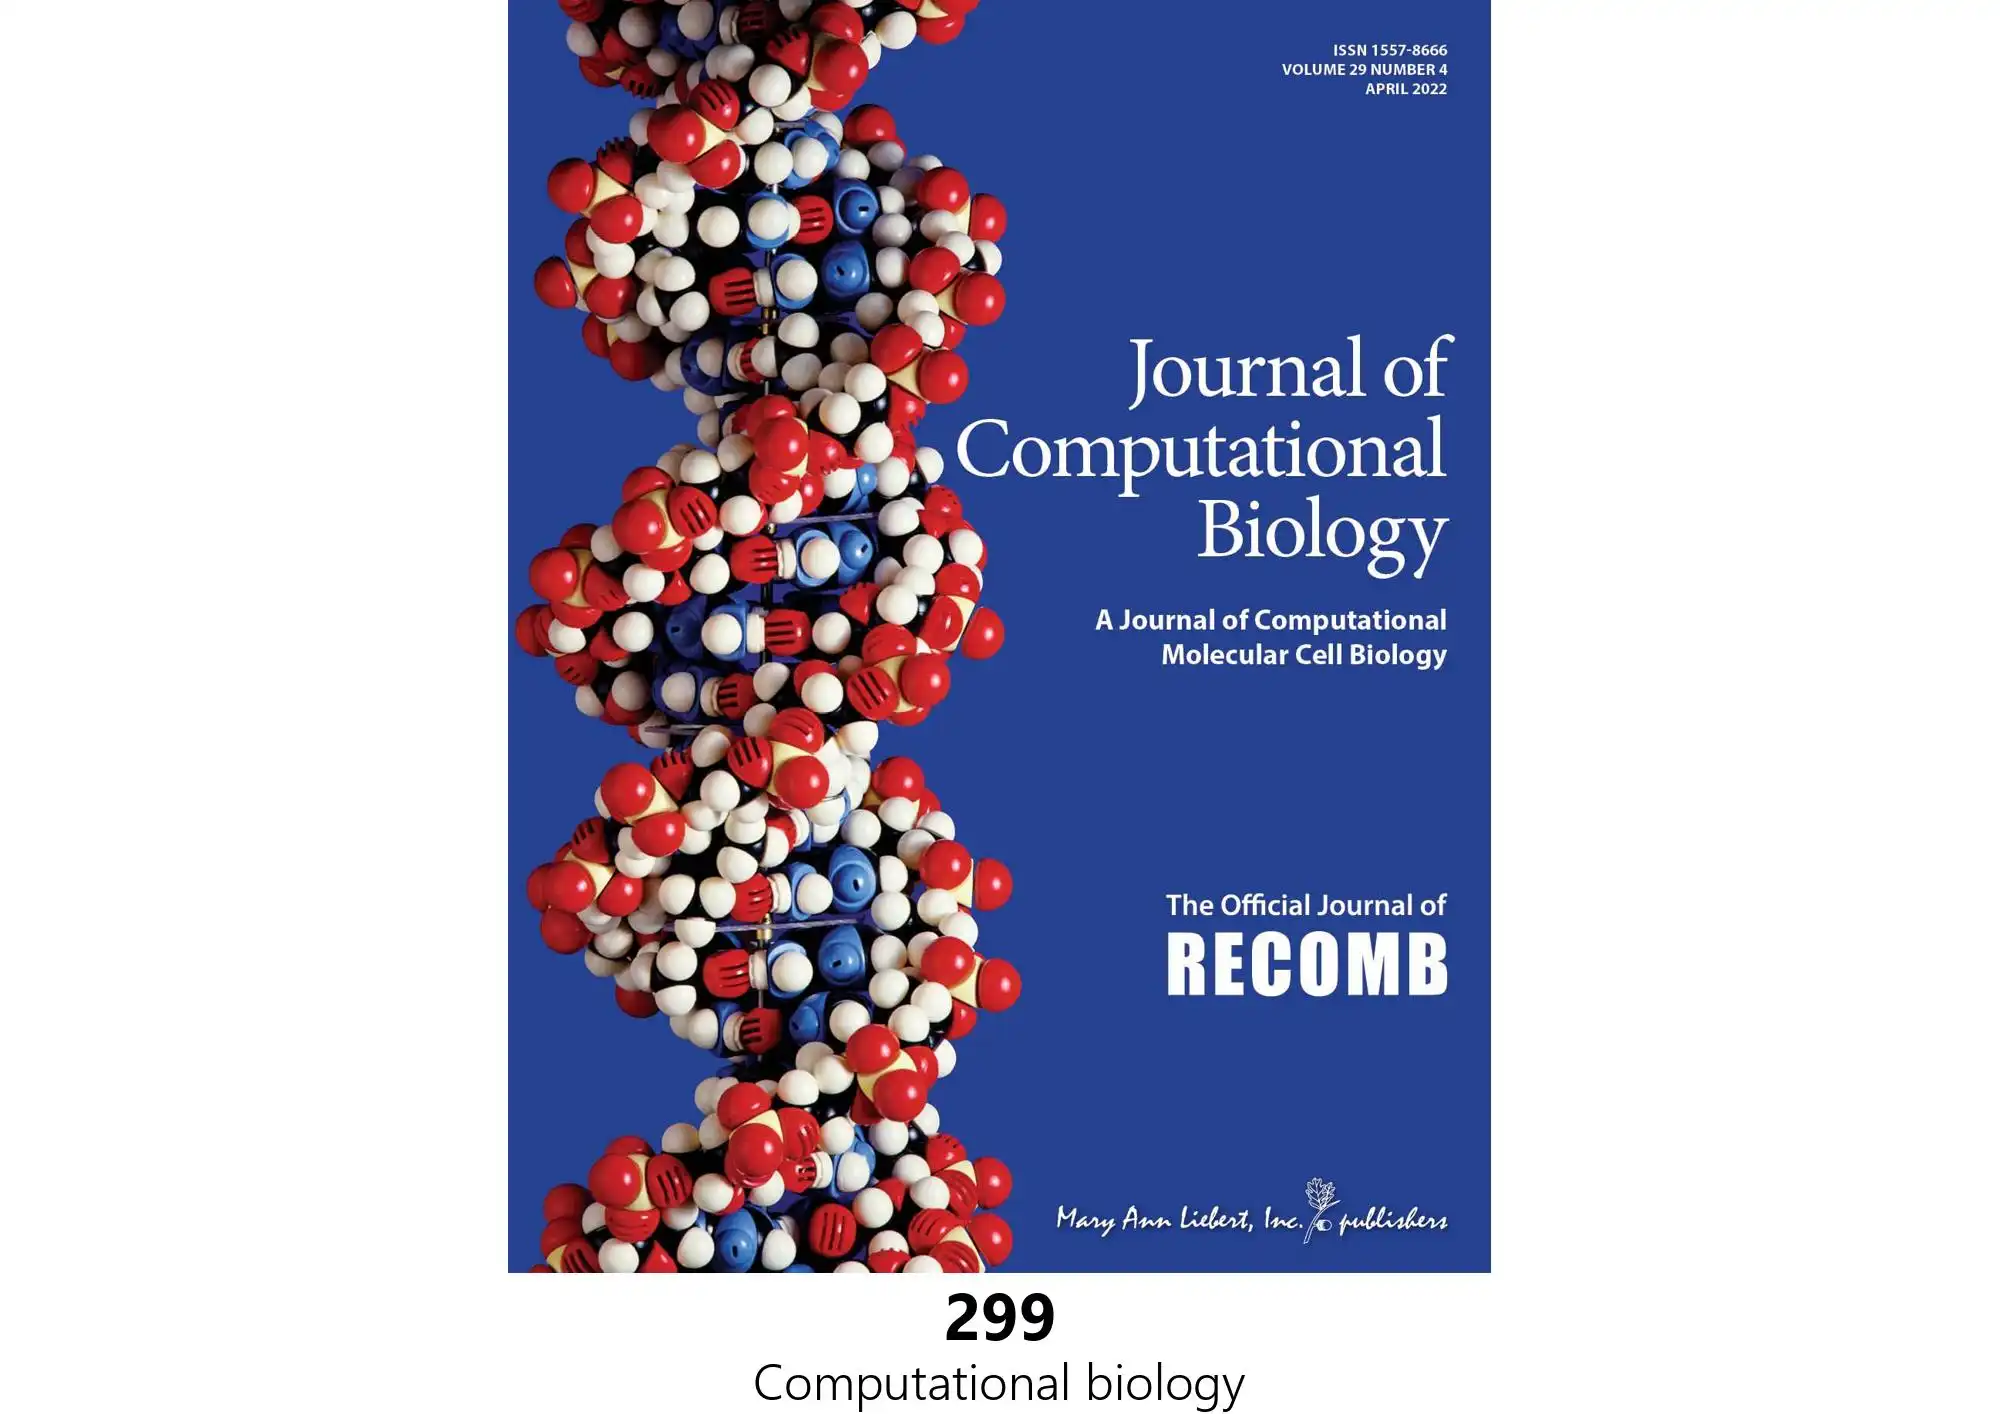 ISSN 1557-8666
VOLUME 29 NUMBER 4
APRIL 2022
Journal of
Computational
Biology
A Journal of Computational
Molecular Cell Biology
The Official Journal of
RECOMB
Mary Ann Liebert, Inc. publishers
299
Computational biology